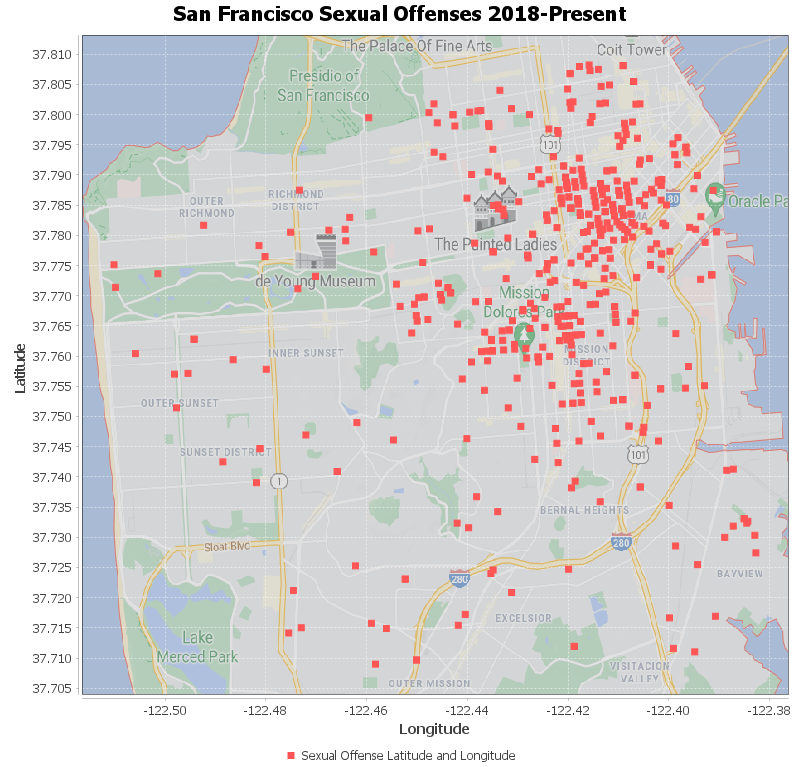 San Francisco Sexual Offenses 2018-Present
37.810
37.805
37.800
37.795
37.790
37.785
37.780
37.775
37.770
37.765
37.760
37.755
37.750
37.745
37.740
37.735
37.730
37.725
37.720
37.715
37.710
37.705
Latitude
The Palace Of Fine Arts
Coit Tower
Presidio of
San Francisco
101
OUTER
RICHMOND
RICHMOND
DISTRICT
80
Oracle Pa
MA
The Painted Ladies
de Young Museum
Mission
Dolores Park
INNER SUNSET
MISSION
DISTRICT
OUTER SUNSET
SUNSET DISTRICT
101
1
BERNAL HEIGHTS
280
Sloat Blvd
280
BAYVIEW
EXCELSIOR
Lake
Merced Park
VISITACION
VALLEY
OUTER MISSION
-122.50
-122.48
-122.46
-122.44
-122.42
-122.40
-122.38
Longitude
Sexual Offense Latitude and Longitude